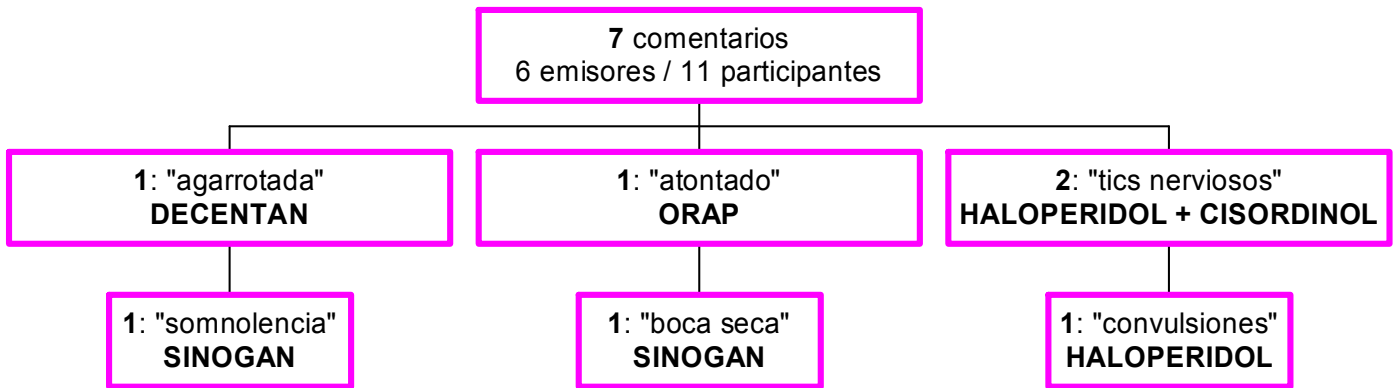 7 comentarios
6 emisores / 11 participantes
1: "agarrotada"
DECENTAN
1: "atontado"
ORAP
2: "tics nerviosos"
HALOPERIDOL + CISORDINOL
1: "somnolencia"
SINOGAN
1: "boca seca"
SINOGAN
1: "convulsiones"
HALOPERIDOL